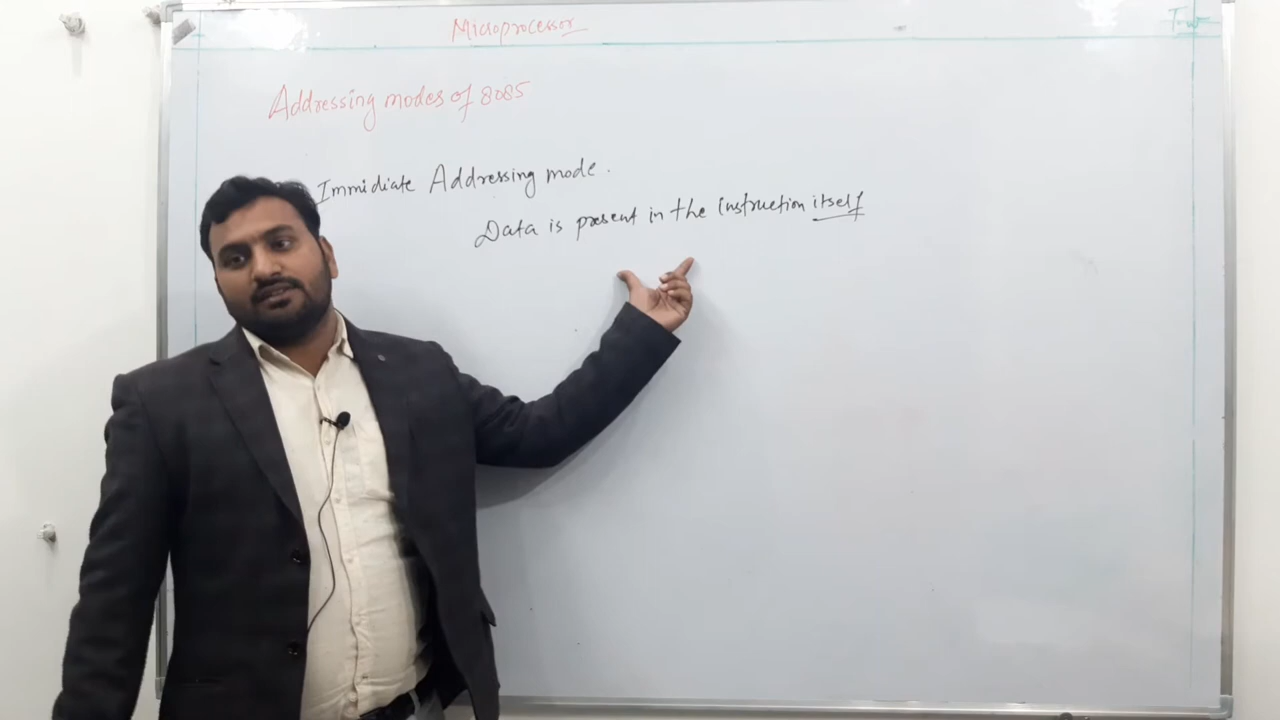 Microprocessor
Addressing modes of 8085
Immidiate Addressing mode.
Data is present in the instruction itself